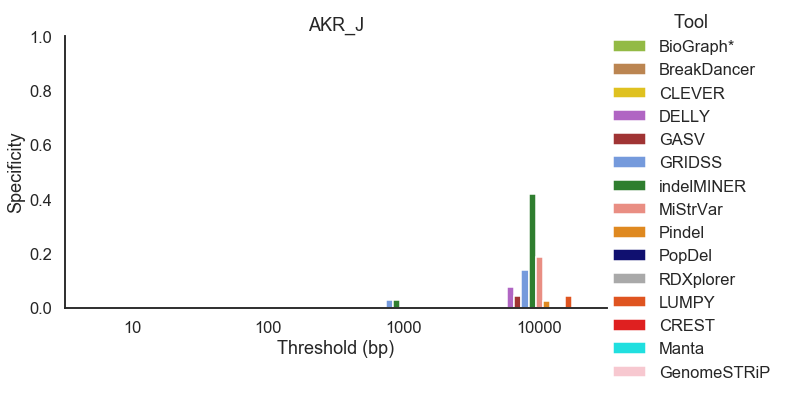 AKR_J
Specificity
1.0
0.8
0.6
0.4
0.2
0.0
10
100
1000
10000
Threshold (bp)
Tool
BioGraph*
BreakDancer
CLEVER
DELLY
GASV
GRIDSS
indelMINER
MiStrVar
Pindel
PopDel
RDXplorer
LUMPY
CREST
Manta
GenomeSTRiP